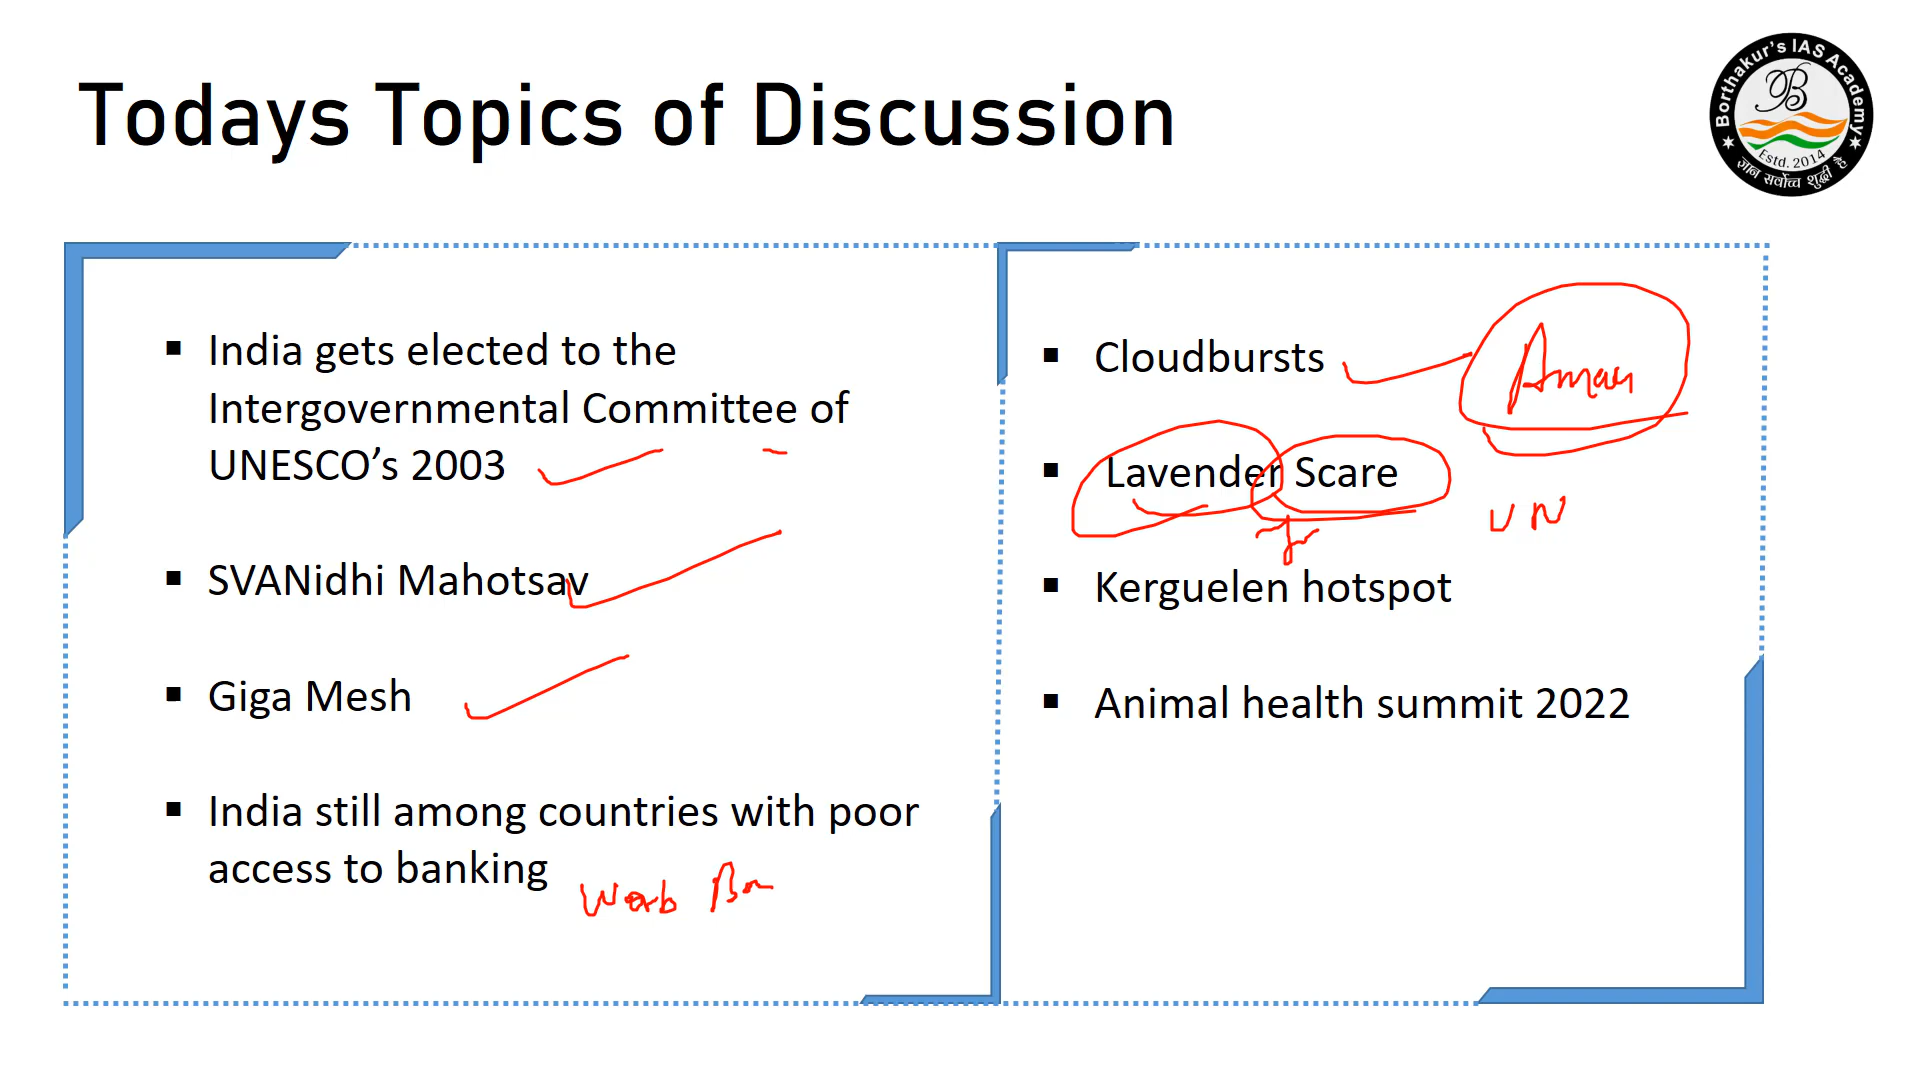 Todays Topics of Discussion
Borthakur's IAS Academy
Estd. 2014
ज्ञान सर्वोच्च शुद्धी है
B
▪ India gets elected to the
Intergovernmental Committee of
UNESCO’s 2003
▪ SVANidhi Mahotsav
▪ Giga Mesh
▪ India still among countries with poor
access to banking
▪ Cloudbursts
▪ Lavender Scare
UN
▪ Kerguelen hotspot
▪ Animal health summit 2022